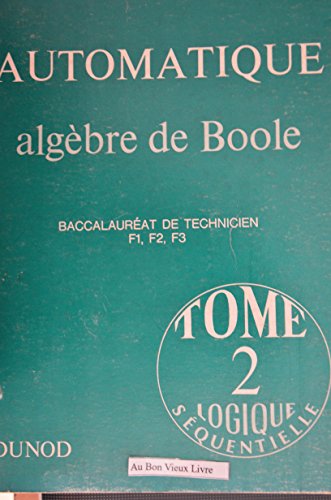 AUTOMATIQUE
algèbre de Boole
BACCALAURÉAT DE TECHNICIEN
F1, F2, F3
TOME
2
LOGIQUE
SÉQUENTIELLE
DUNOD
Au Bon Vieux Livre